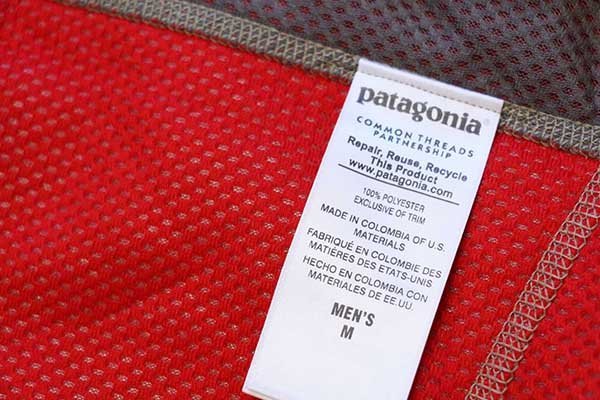 patagonia
COMMON THREADS
PARTNERSHIP
Repair, Reuse, Recycle
This Product
www.patagonia.com
100% POLYESTER
EXCLUSIVE OF TRIM
MADE IN COLOMBIA OF U.S.
MATERIALS
FABRIQUÉ EN COLOMBIE DES
MATIÈRES DES ETATS-UNIS
HECHO EN COLOMBIA CON
MATERIALES DE EE.UU.
MEN'S
M